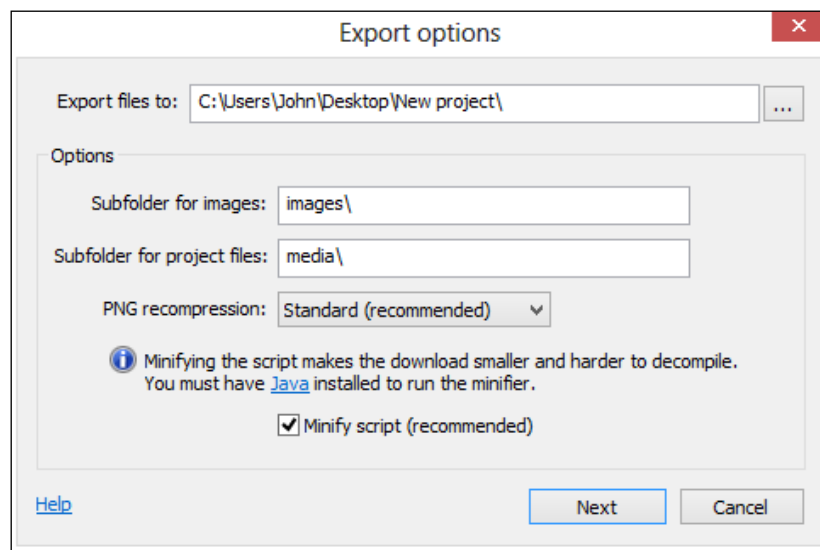 Export options
Export files to: C:\Users\John\Desktop\New project\ ...
Options
Subfolder for images: images\
Subfolder for project files: media\
PNG recompression: Standard (recommended)
Minifying the script makes the download smaller and harder to decompile.
You must have Java installed to run the minifier.
Minify script (recommended)
Help Next Cancel